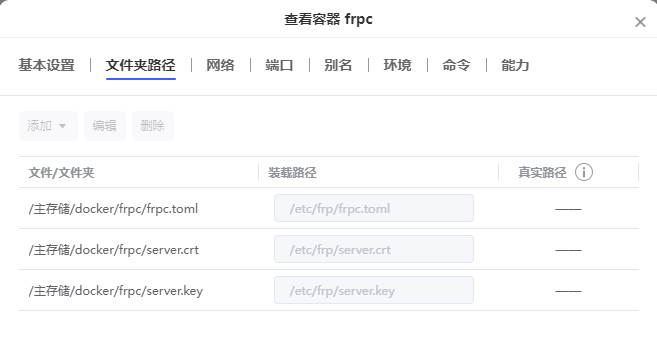 查看容器 frpc
基本设置 文件夹路径 网络 端口 别名 环境 命令 能力
添加 编辑 删除
文件/文件夹 装载路径 真实路径
/主存储/docker/frpc/frpc.toml /etc/frp/frpc.toml ——
/主存储/docker/frpc/server.crt /etc/frp/server.crt ——
/主存储/docker/frpc/server.key /etc/frp/server.key ——